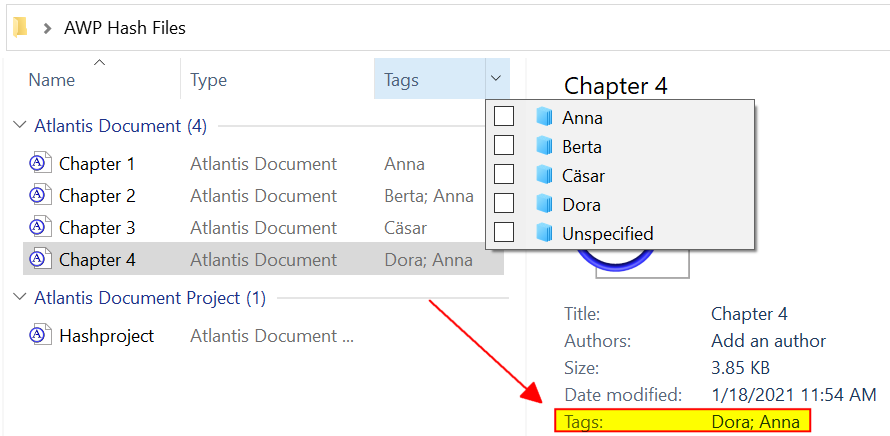 AWP Hash Files
Name Type Tags
Atlantis Document (4)
Chapter 1 Atlantis Document Anna
Chapter 2 Atlantis Document Berta; Anna
Chapter 3 Atlantis Document Cäsar
Chapter 4 Atlantis Document Dora; Anna
Atlantis Document Project (1)
Hashproject Atlantis Document ...
Chapter 4
Anna
Berta
Cäsar
Dora
Unspecified
Title: Chapter 4
Authors: Add an author
Size: 3.85 KB
Date modified: 1/18/2021 11:54 AM
Tags: Dora; Anna